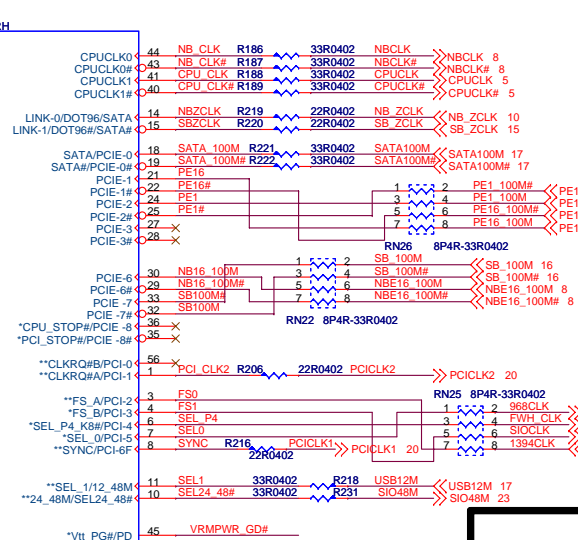 RH
CPUCLK0 44 NB_CLK R186 33R0402 NBCLK NBCLK 8
CPUCLK0# 43 NB_CLK# R187 33R0402 NBCLK# NBCLK# 8
CPUCLK1 41 CPU_CLK R188 33R0402 CPUCLK CPUCLK 5
CPUCLK1# 40 CPU_CLK# R189 33R0402 CPUCLK# CPUCLK# 5
LINK-0/DOT96/SATA 14 NBZCLK R219 22R0402 NB_ZCLK NB_ZCLK 10
LINK-1/DOT96#/SATA# 15 SBZCLK R220 22R0402 SB_ZCLK SB_ZCLK 15
SATA/PCIE-0 18 SATA_100M R221 33R0402 SATA100M SATA100M 17
SATA#/PCIE-0# 19 SATA_100M# R222 33R0402 SATA100M# SATA100M# 17
PCIE-1 21 PE16
PCIE-1# 22 PE16# 1 2 PE1_100M# PE1
PCIE-2 24 PE1 3 4 PE1_100M PE1
PCIE-2# 25 PE1# 5 6 PE16_100M# PE1
PCIE-3 27 7 8 PE16_100M PE1
PCIE-3# 28
RN26 8P4R-33R0402
1 2 SB_100M SB_100M 16
PCIE-6 30 NB16_100M 3 4 SB_100M# SB_100M# 16
PCIE-6# 29 NB16_100M# 5 6 NBE16_100M NBE16_100M 8
PCIE -7 33 SB100M# 7 8 NBE16_100M# NBE16_100M# 8
PCIE -7# 32 SB100M
RN22 8P4R-33R0402
*CPU_STOP#/PCIE -8 36
*PCI_STOP#/PCIE -8# 35
**CLKRQ#B/PCI-0 56
**CLKRQ#A/PCI-1 1 PCI_CLK2 R206 22R0402 PCICLK2 PCICLK2 20
RN25 8P4R-33R0402
**FS_A/PCI-2 3 FS0
*FS_B/PCI-3 4 FS1 1 2 968CLK
*SEL_P4_K8#/PCI-4 6 SEL_P4 3 4 FWH_CLK
*SEL_0/PCI-5 7 SEL0 5 6 SIOCLK
**SYNC/PCI-6F 8 SYNC R216 22R0402 PCICLK1 PCICLK1 20 7 8 1394CLK
**SEL_1/12_48M 11 SEL1 33R0402 R218 USB12M USB12M 17
**24_48M/SEL24_48# 10 SEL24_48# 33R0402 R231 SIO48M SIO48M 23
*Vtt_PG#/PD 45 VRMPWR_GD#